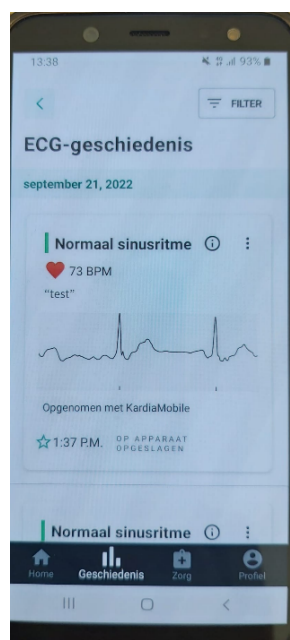 13:38
93%
FILTER
ECG-geschiedenis
september 21, 2022
Normaal sinusritme
73 BPM
“test”
Opgenomen met KardiaMobile
1:37 P.M.
OP APPARAAT
OPGESLAGEN
Normaal sinusritme
Home
Geschiedenis
Zorg
Profiel